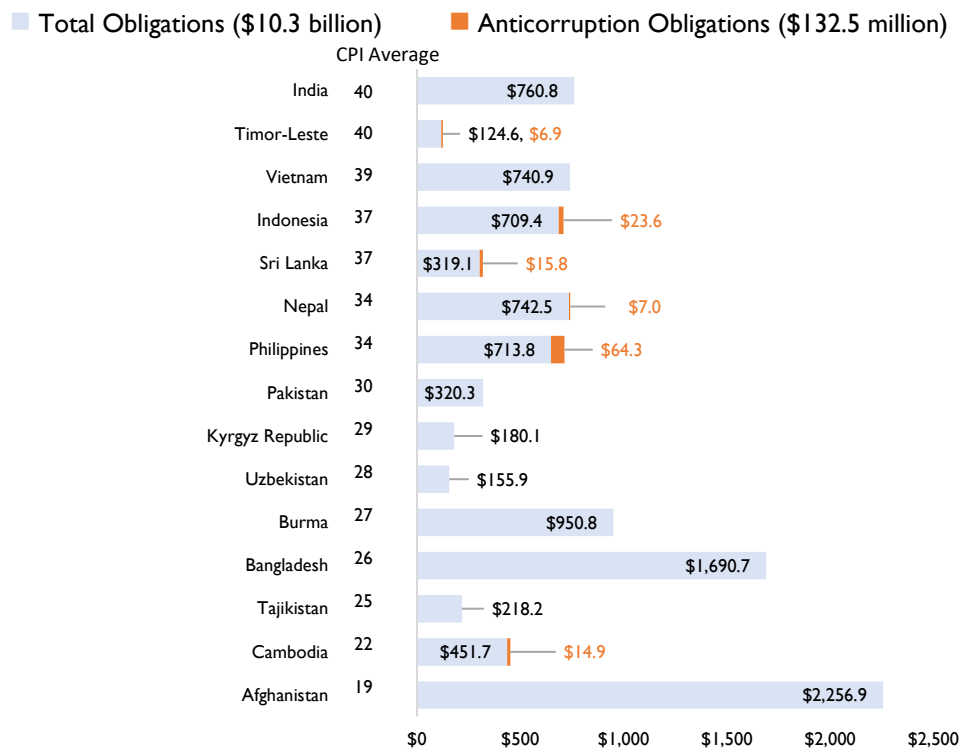 Total Obligations ($10.3 billion) Anticorruption Obligations ($132.5 million)
CPI Average
India 40 $760.8
Timor-Leste 40 $124.6, $6.9
Vietnam 39 $740.9
Indonesia 37 $709.4 $23.6
Sri Lanka 37 $319.1 $15.8
Nepal 34 $742.5 $7.0
Philippines 34 $713.8 $64.3
Pakistan 30 $320.3
Kyrgyz Republic 29 $180.1
Uzbekistan 28 $155.9
Burma 27 $950.8
Bangladesh 26 $1,690.7
Tajikistan 25 $218.2
Cambodia 22 $451.7 $14.9
Afghanistan 19 $2,256.9
$0 $500 $1,000 $1,500 $2,000 $2,500